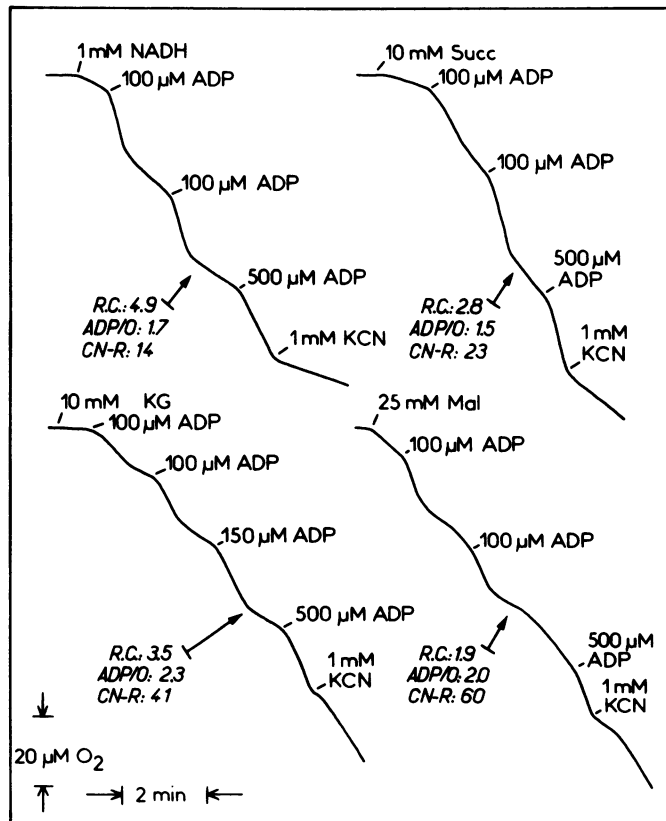 1 mM NADH
100 µM ADP
100 µM ADP
500 µM ADP
R.C.: 4.9
ADP/O: 1.7
CN-R: 14
1 mM KCN
10 mM Succ
100 µM ADP
100 µM ADP
500 µM
ADP
R.C.: 2.8
ADP/O: 1.5
CN-R: 23
1 mM
KCN
10 mM KG
100 µM ADP
100 µM ADP
150 µM ADP
500 µM ADP
R.C.: 3.5
ADP/O: 2.3
CN-R: 41
1 mM
KCN
25 mM Mal
100 µM ADP
100 µM ADP
500 µM
ADP
R.C.: 1.9
ADP/O: 2.0
CN-R: 60
1 mM
KCN
20 µM O₂
2 min